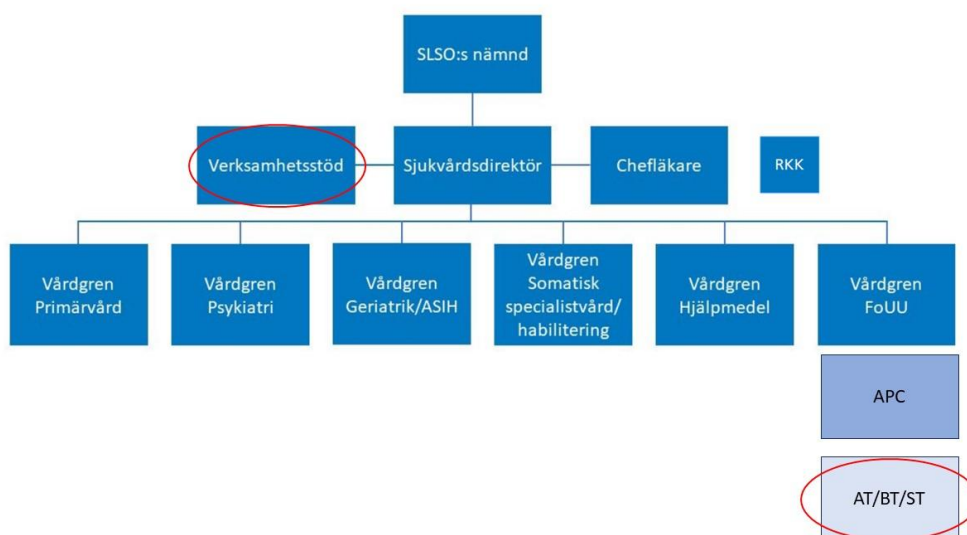 SLSO:s nämnd
Verksamhetsstöd
Sjukvårdsdirektör
Chefläkare
RKK
Vårdgren
Primärvård
Vårdgren
Psykiatri
Vårdgren
Geriatrik/ASIH
Vårdgren
Somatisk
specialistvård/
habilitering
Vårdgren
Hjälpmedel
Vårdgren
FoUU
APC
AT/BT/ST